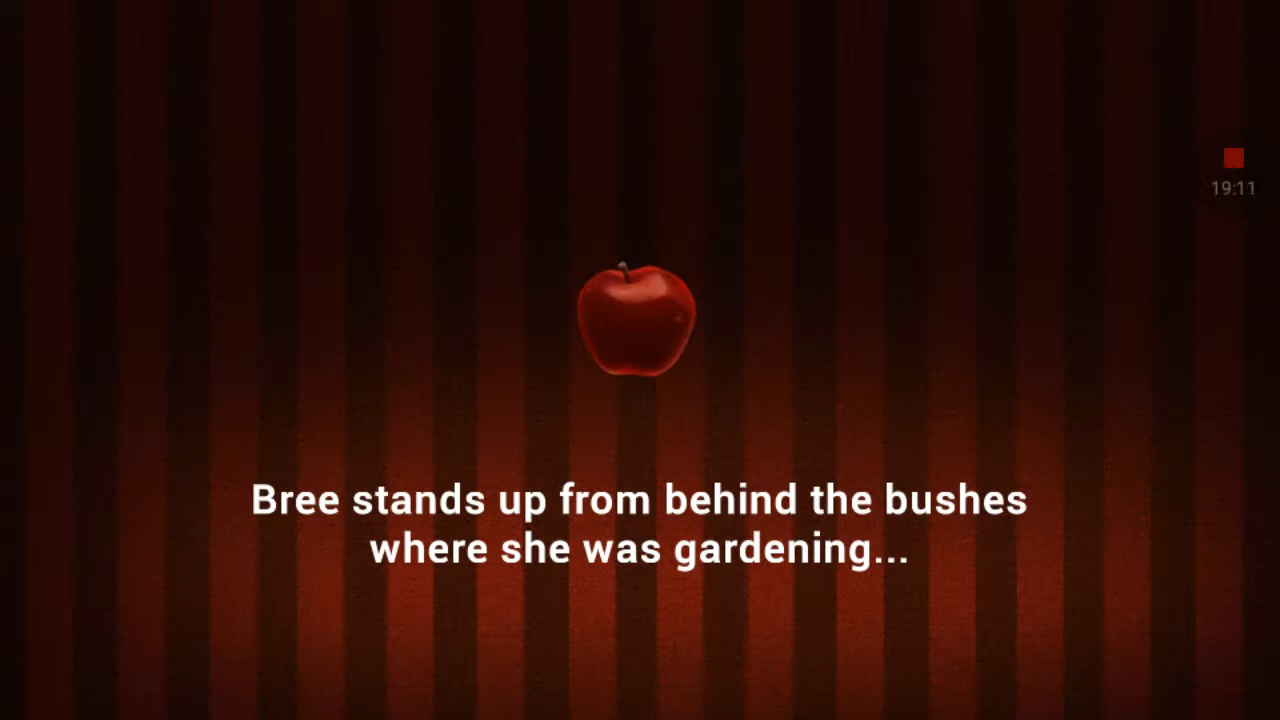 19:11
Bree stands up from behind the bushes
where she was gardening...